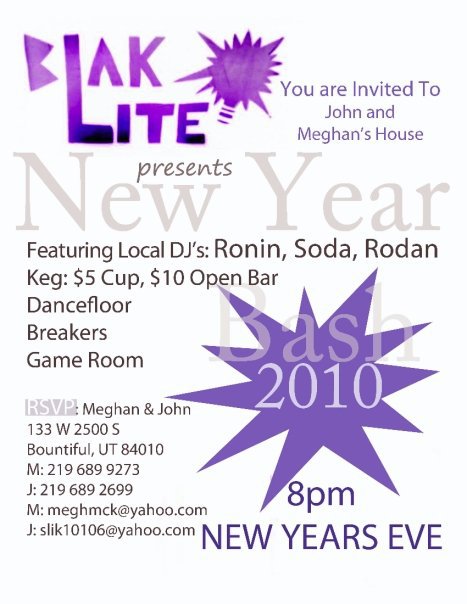 BLAK
LITE
You are Invited To
John and
Meghan's House
presents
New Year
Bash
2010
Featuring Local DJ's: Ronin, Soda, Rodan
Keg: $5 Cup, $10 Open Bar
Dancefloor
Breakers
Game Room
RSVP: Meghan & John
133 W 2500 S
Bountiful, UT 84010
M: 219 689 9273
J: 219 689 2699
M: meghmck@yahoo.com
J: slik10106@yahoo.com
8pm
NEW YEARS EVE